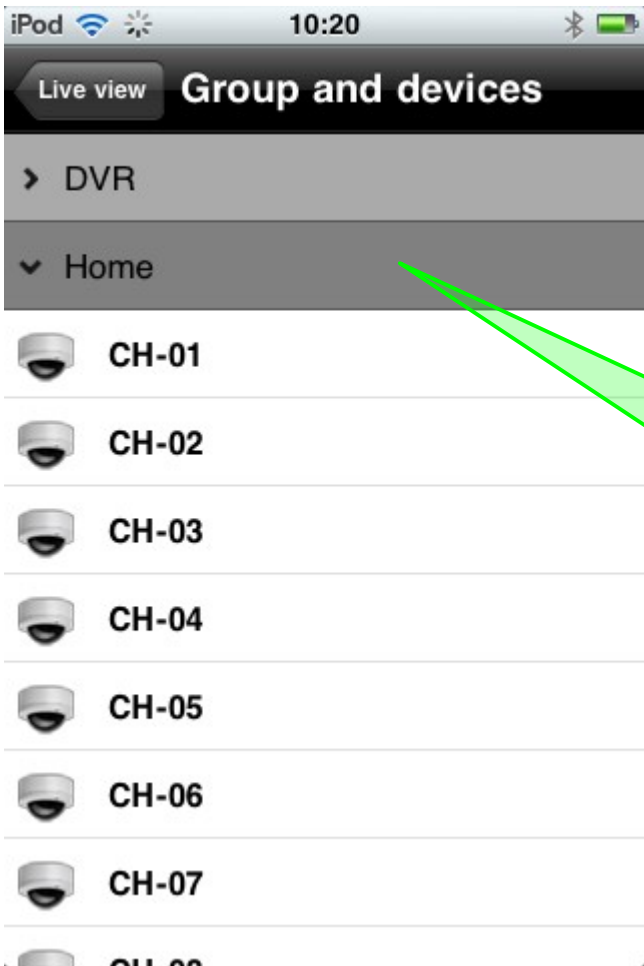 iPod 10:20
Live view Group and devices
DVR
Home
CH-01
CH-02
CH-03
CH-04
CH-05
CH-06
CH-07